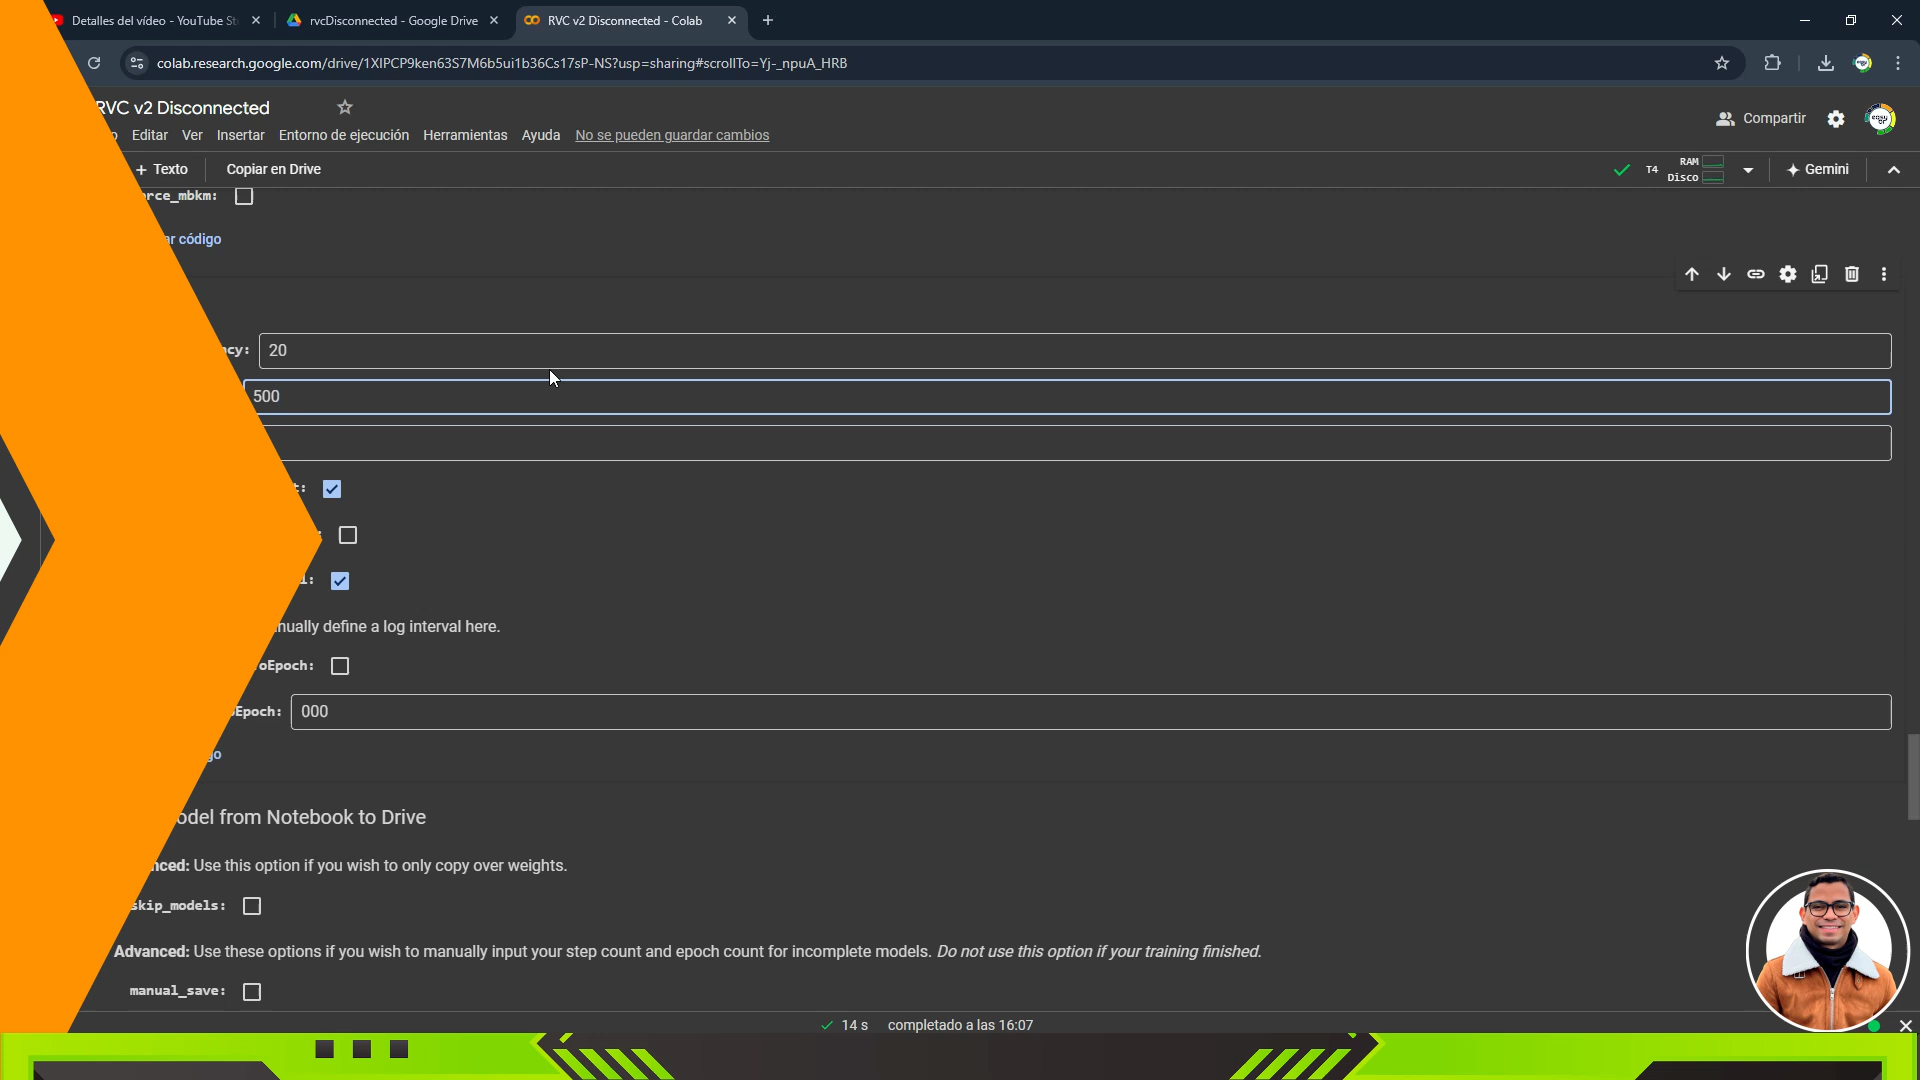 Detalles del vídeo - YouTube St
rvcDisconnected - Google Drive
RVC v2 Disconnected - Colab
colab.research.google.com/drive/1XIPCP9ken63S7M6b5ui1b36Cs17sP-NS?usp=sharing#scrollTo=Yj-_npuA_HRB
RVC v2 Disconnected
Editar Ver Insertar Entorno de ejecución Herramientas Ayuda No se pueden guardar cambios
Compartir
+ Texto Copiar en Drive
T4 RAM
Disco
Gemini
rce_mbkm:
ar código
cy: 20
500
t:
l:
nually define a log interval here.
oEpoch:
Epoch: 000
go
odel from Notebook to Drive
nced: Use this option if you wish to only copy over weights.
skip_models:
Advanced: Use these options if you wish to manually input your step count and epoch count for incomplete models. Do not use this option if your training finished.
manual_save:
14 s completado a las 16:07